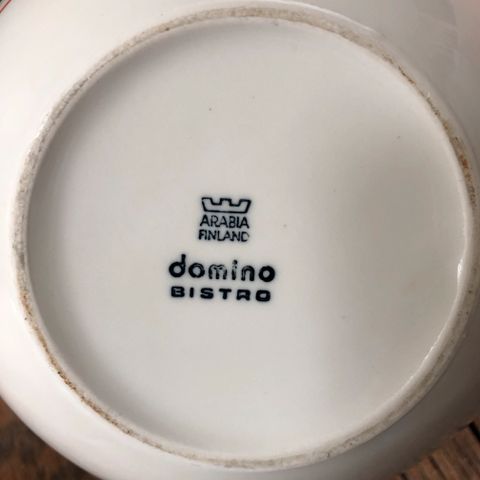 ARABIA
FINLAND
domino
BISTRO